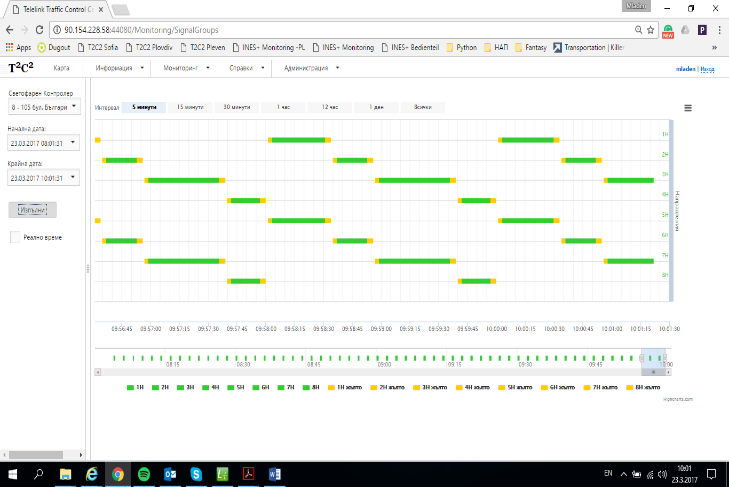 Telelink Traffic Control C
Mladen
90.154.228.58:44080/Monitoring/SignalGroups
Apps Dugout T2C2 Sofia T2C2 Plovdiv T2C2 Pleven INES+ Monitoring -PL INES+ Monitoring INES+ Bedienteil Python НАП Fantasy Transportation | Killer »
NEW
T²C² Карта Информация Мониторинг Справки Администрация mladen | Изход
Светофарен Контролер
8 - 105 бул. Българи
Начална дата:
23.03.2017 08:01:31
Крайна дата:
23.03.2017 10:01:31
Изпълни
Реално време
Интервал 5 минути 15 минути 30 минути 1 час 12 час 1 ден Всички
1H
2H
3H
4H
5H
6H
7H
8H
09:56:45 09:57:00 09:57:15 09:57:30 09:57:45 09:58:00 09:58:15 09:58:30 09:58:45 09:59:00 09:59:15 09:59:30 09:59:45 10:00:00 10:00:15 10:00:30 10:00:45 10:01:00 10:01:15 10:01:30
08:15 08:30 08:45 09:00 09:15 09:30 09:45 10:00
1H 2H 3H 4H 5H 6H 7H 8H 1H жълто 2H жълто 3H жълто 4H жълто 5H жълто 6H жълто 7H жълто 8H жълто
Highcharts.com
EN 10:01
23.3.2017